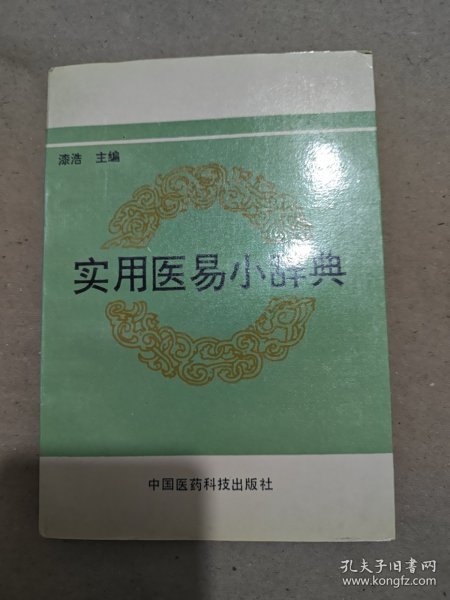 漆浩 主编
实用医易小辞典
中国医药科技出版社
孔夫子旧书网
www.kongfz.com